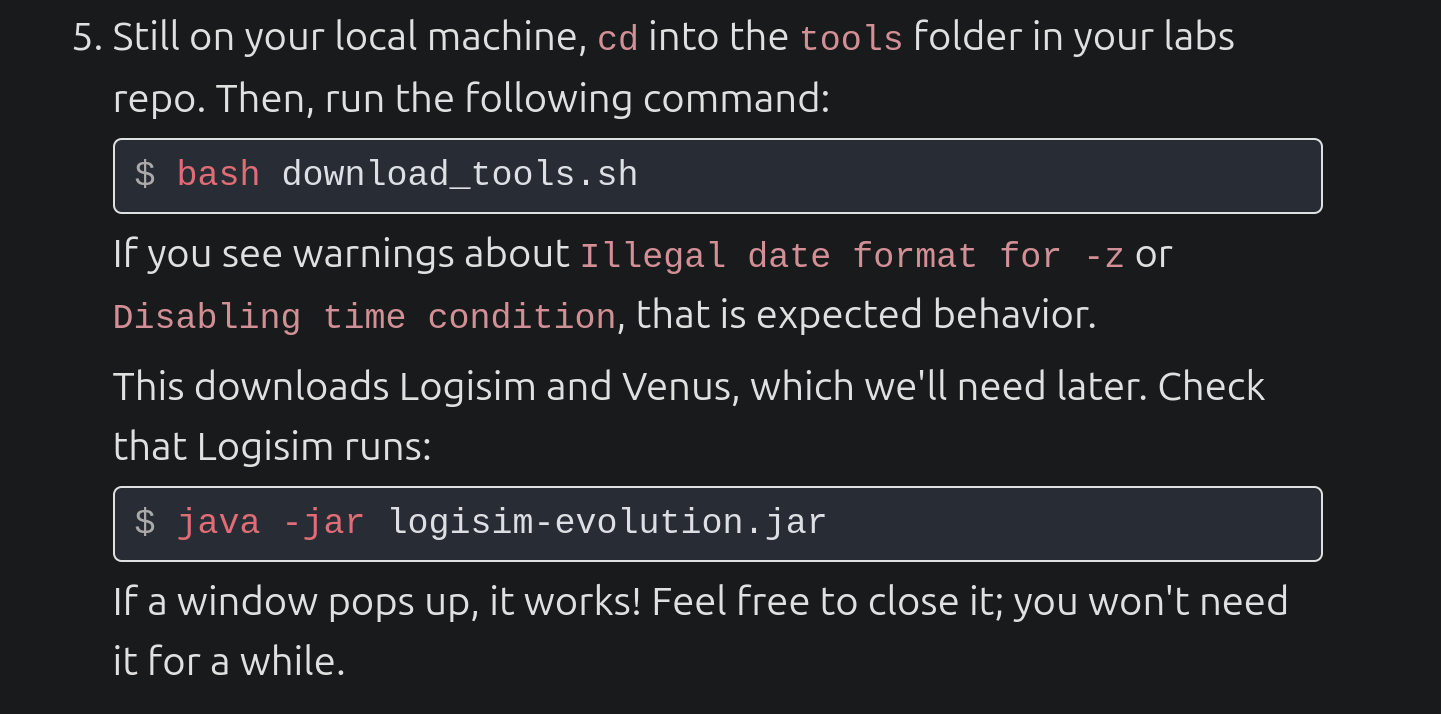 5. Still on your local machine, cd into the tools folder in your labs
repo. Then, run the following command:
$ bash download_tools.sh
If you see warnings about Illegal date format for -z or
Disabling time condition, that is expected behavior.
This downloads Logisim and Venus, which we'll need later. Check
that Logisim runs:
$ java -jar logisim-evolution.jar
If a window pops up, it works! Feel free to close it; you won't need
it for a while.